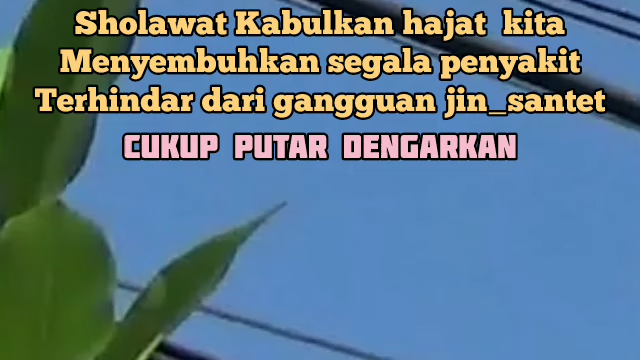 Sholawat Kabulkan hajat kita
Menyembuhkan segala penyakit
Terhindar dari gangguan jin_santet
CUKUP PUTAR DENGARKAN